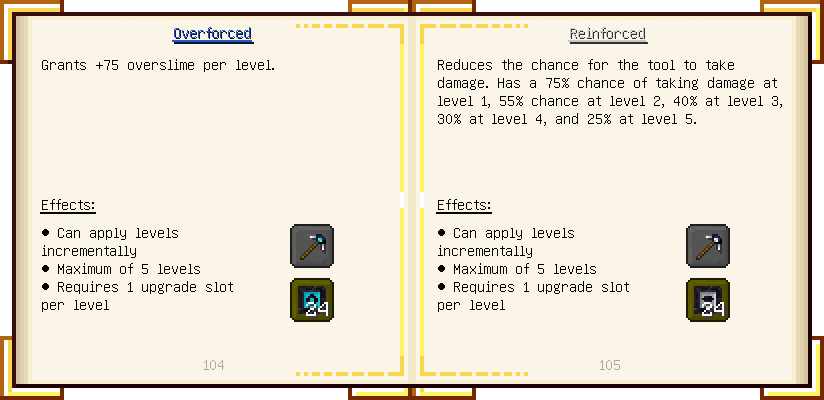 Overforced
Grants +75 overslime per level.
Effects:
• Can apply levels
incrementally
• Maximum of 5 levels
• Requires 1 upgrade slot
per level
24
104
Reinforced
Reduces the chance for the tool to take
damage. Has a 75% chance of taking damage at
level 1, 55% chance at level 2, 40% at level 3,
30% at level 4, and 25% at level 5.
Effects:
• Can apply levels
incrementally
• Maximum of 5 levels
• Requires 1 upgrade slot
per level
24
105